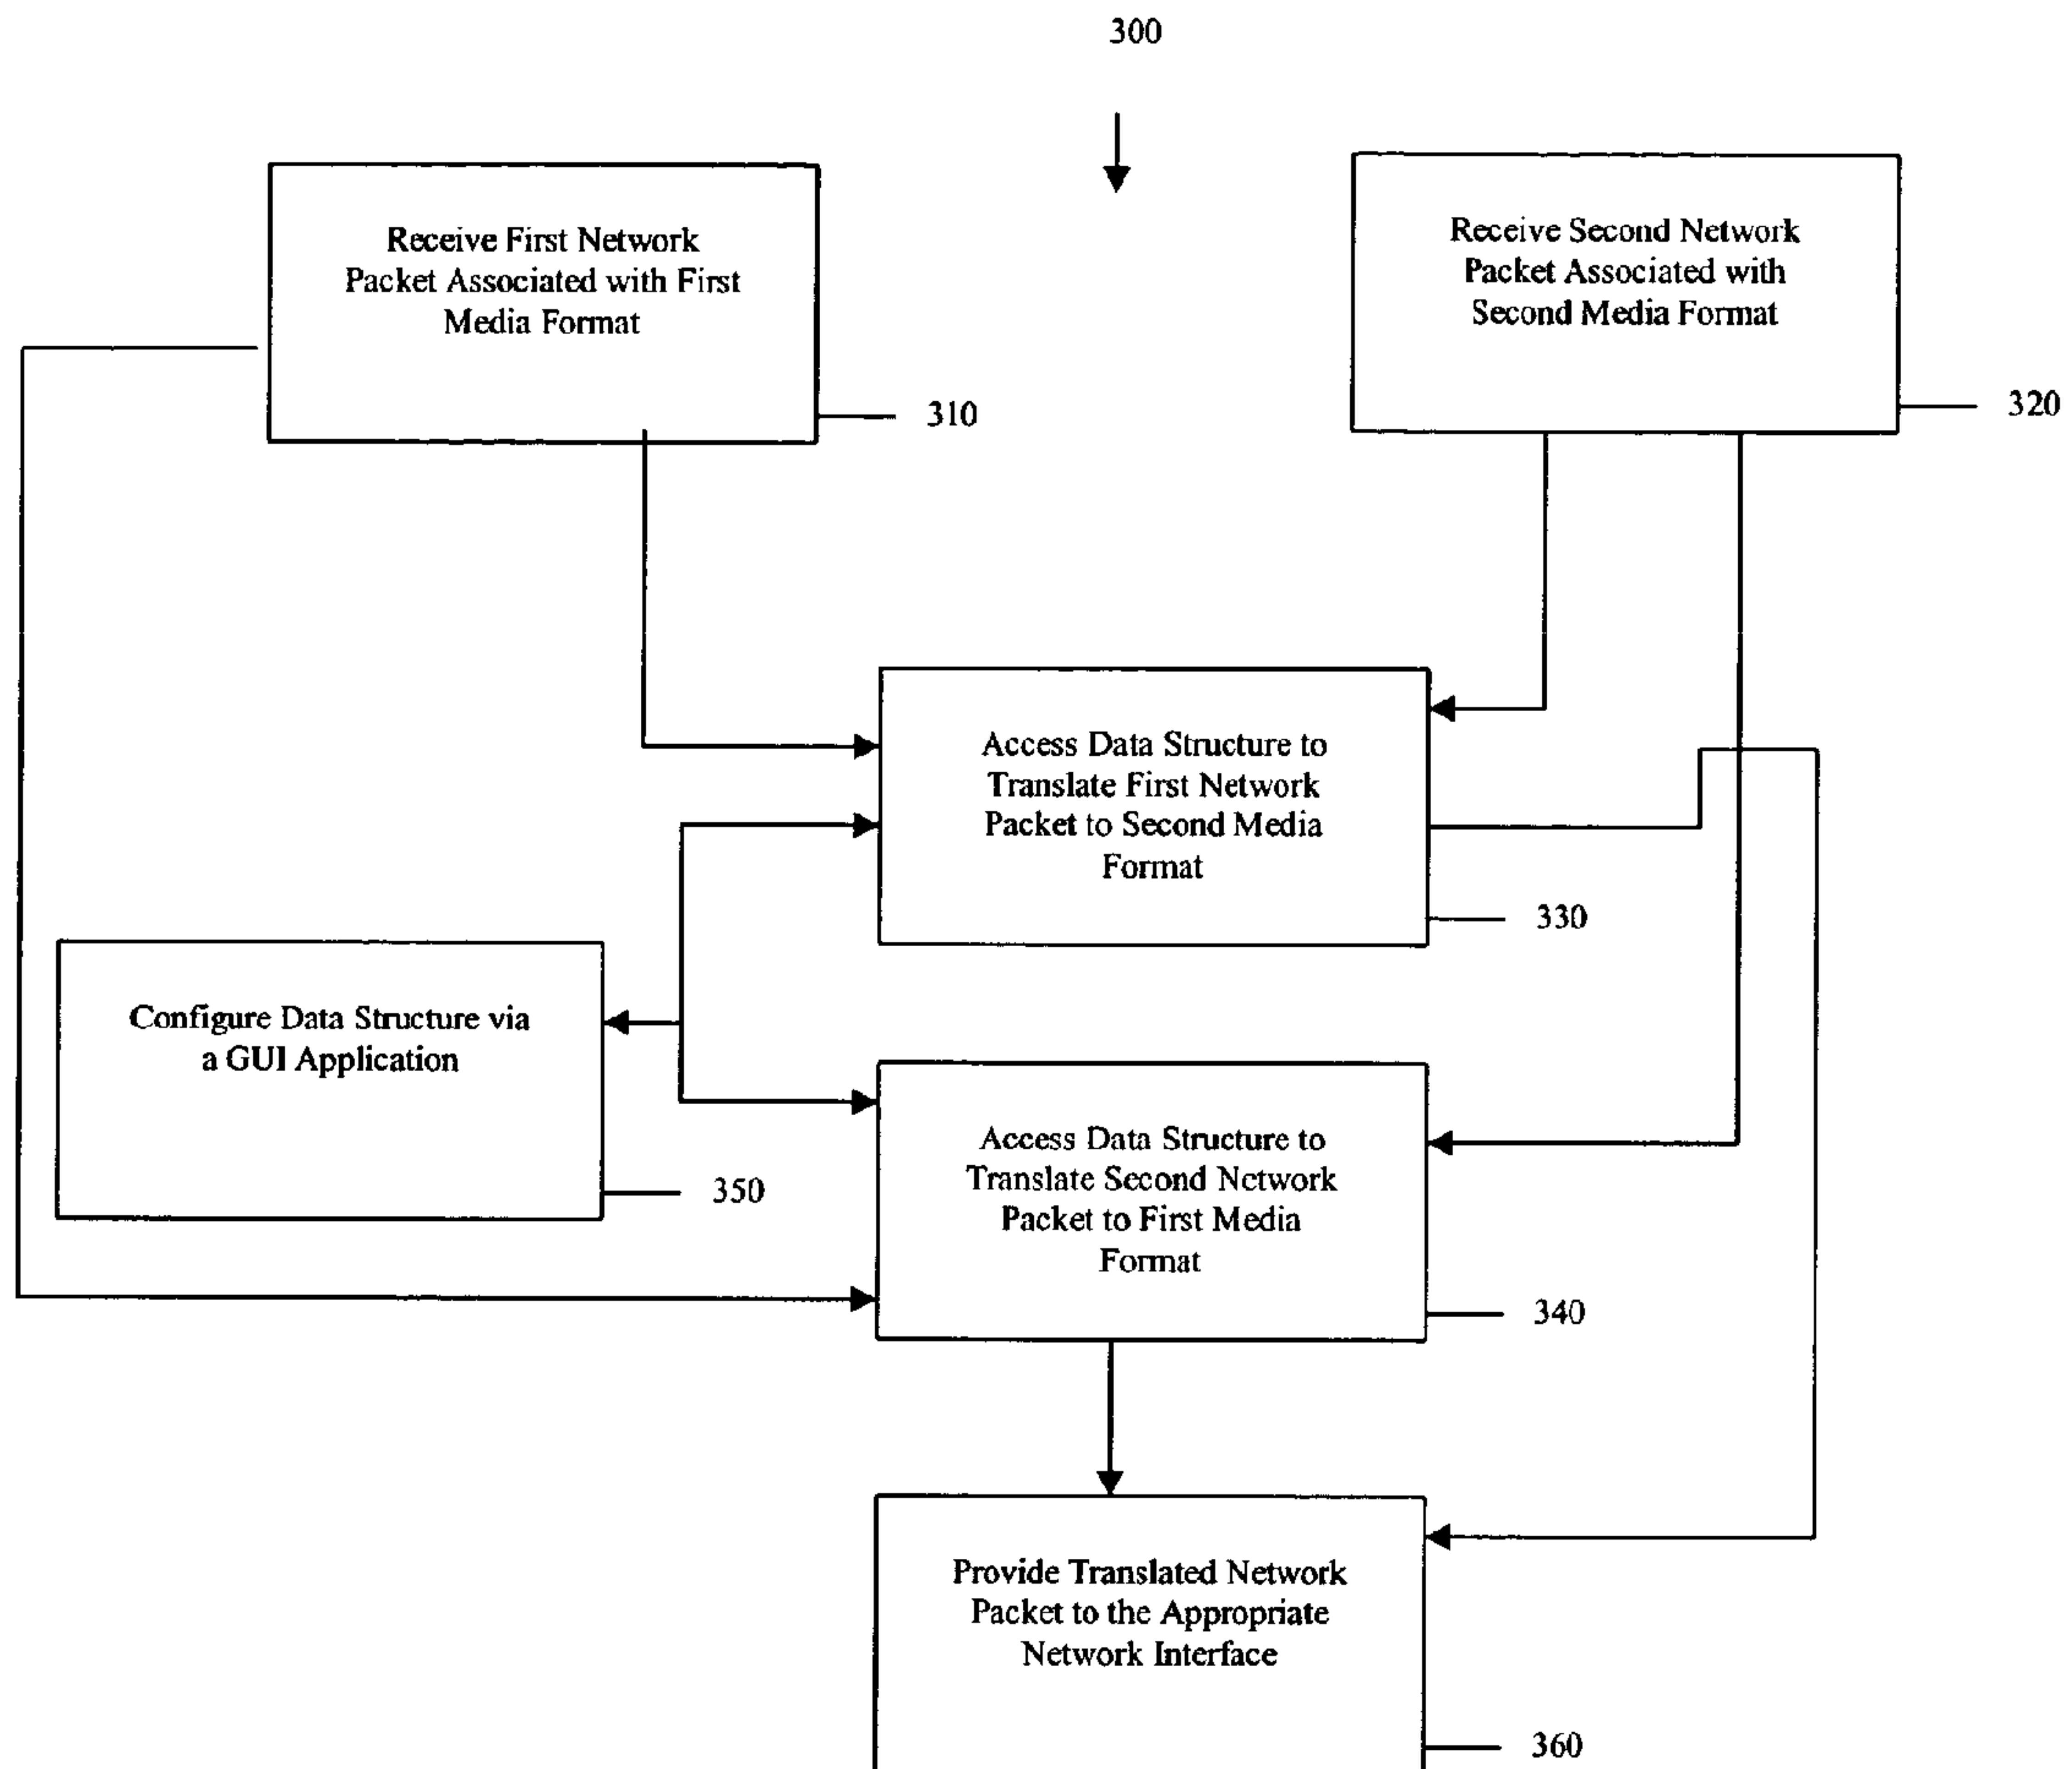 300
Receive First Network
Packet Associated with First
Media Format
310
Receive Second Network
Packet Associated with
Second Media Format
320
Access Data Structure to
Translate First Network
Packet to Second Media
Format
330
Configure Data Structure via
a GUI Application
350
Access Data Structure to
Translate Second Network
Packet to First Media
Format
340
Provide Translated Network
Packet to the Appropriate
Network Interface
360